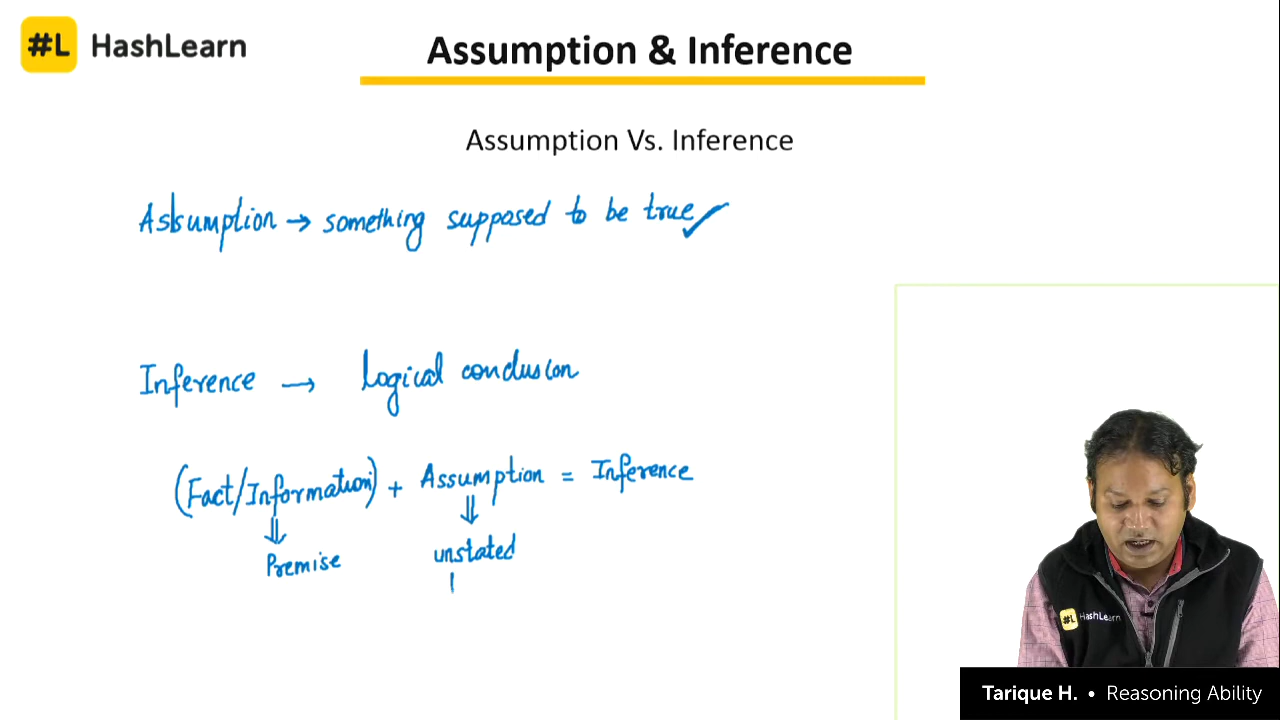 #L HashLearn
Assumption & Inference
Assumption Vs. Inference
Assumption → something supposed to be true ✓
Inference → logical conclusion
(Fact/Information) + Assumption = Inference
⇓ ⇓
Premise unstated
#L HashLearn
Tarique H. • Reasoning Ability